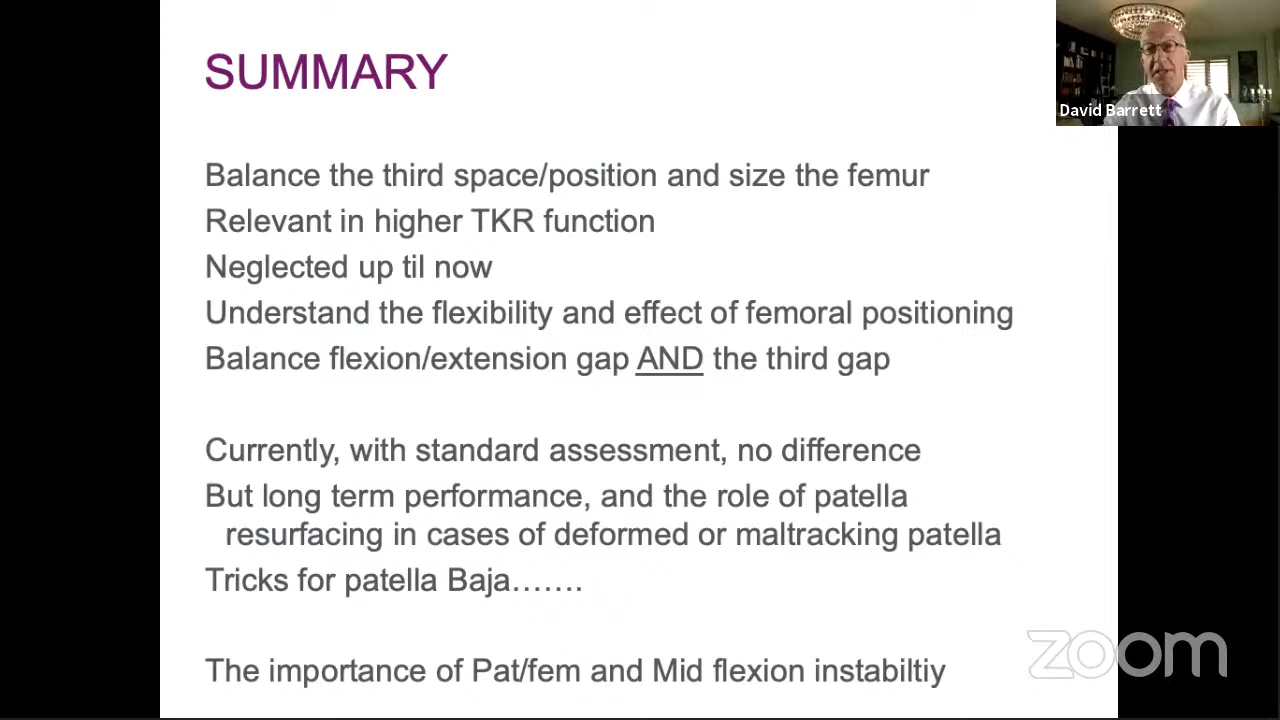 SUMMARY
David Barrett
Balance the third space/position and size the femur
Relevant in higher TKR function
Neglected up til now
Understand the flexibility and effect of femoral positioning
Balance flexion/extension gap AND the third gap
Currently, with standard assessment, no difference
But long term performance, and the role of patella
resurfacing in cases of deformed or maltracking patella
Tricks for patella Baja…….
The importance of Pat/fem and Mid flexion instabiltiy
zoom